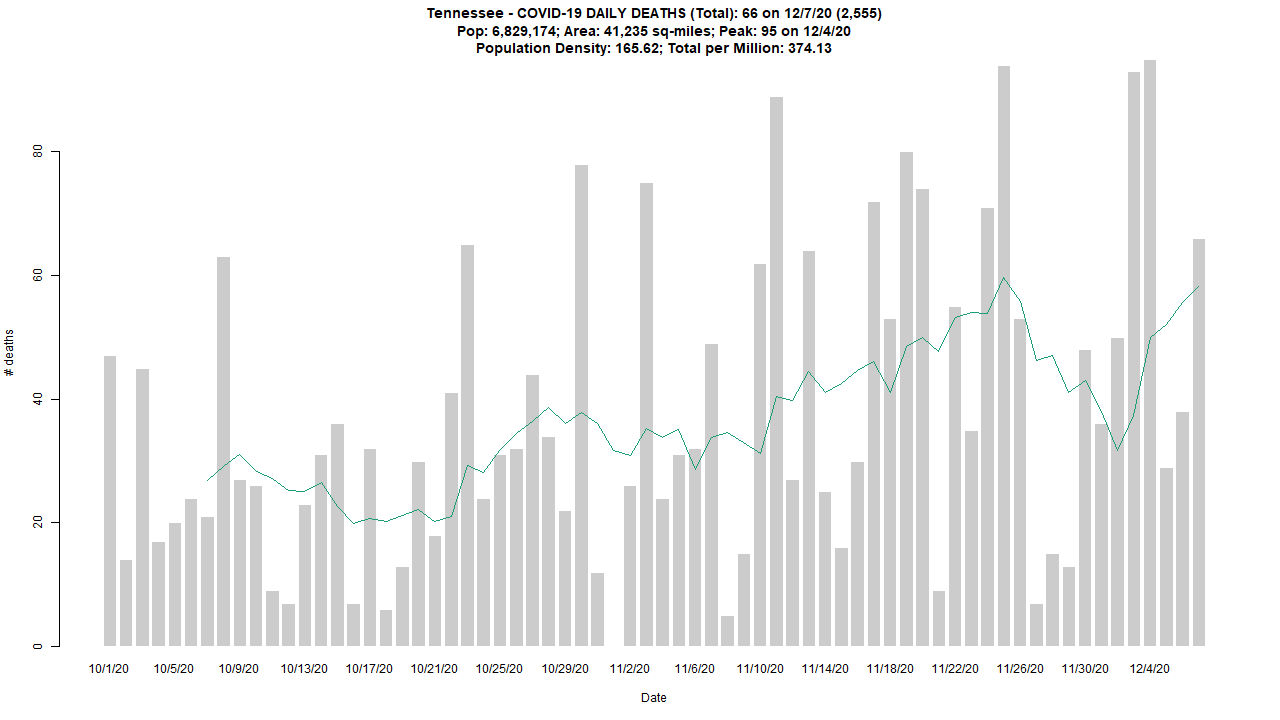 Tennessee - COVID-19 DAILY DEATHS (Total): 66 on 12/7/20 (2,555)
Pop: 6,829,174; Area: 41,235 sq-miles; Peak: 95 on 12/4/20
Population Density: 165.62; Total per Million: 374.13
80
60
40
20
0
# deaths
10/1/20 10/5/20 10/9/20 10/13/20 10/17/20 10/21/20 10/25/20 10/29/20 11/2/20 11/6/20 11/10/20 11/14/20 11/18/20 11/22/20 11/26/20 11/30/20 12/4/20
Date